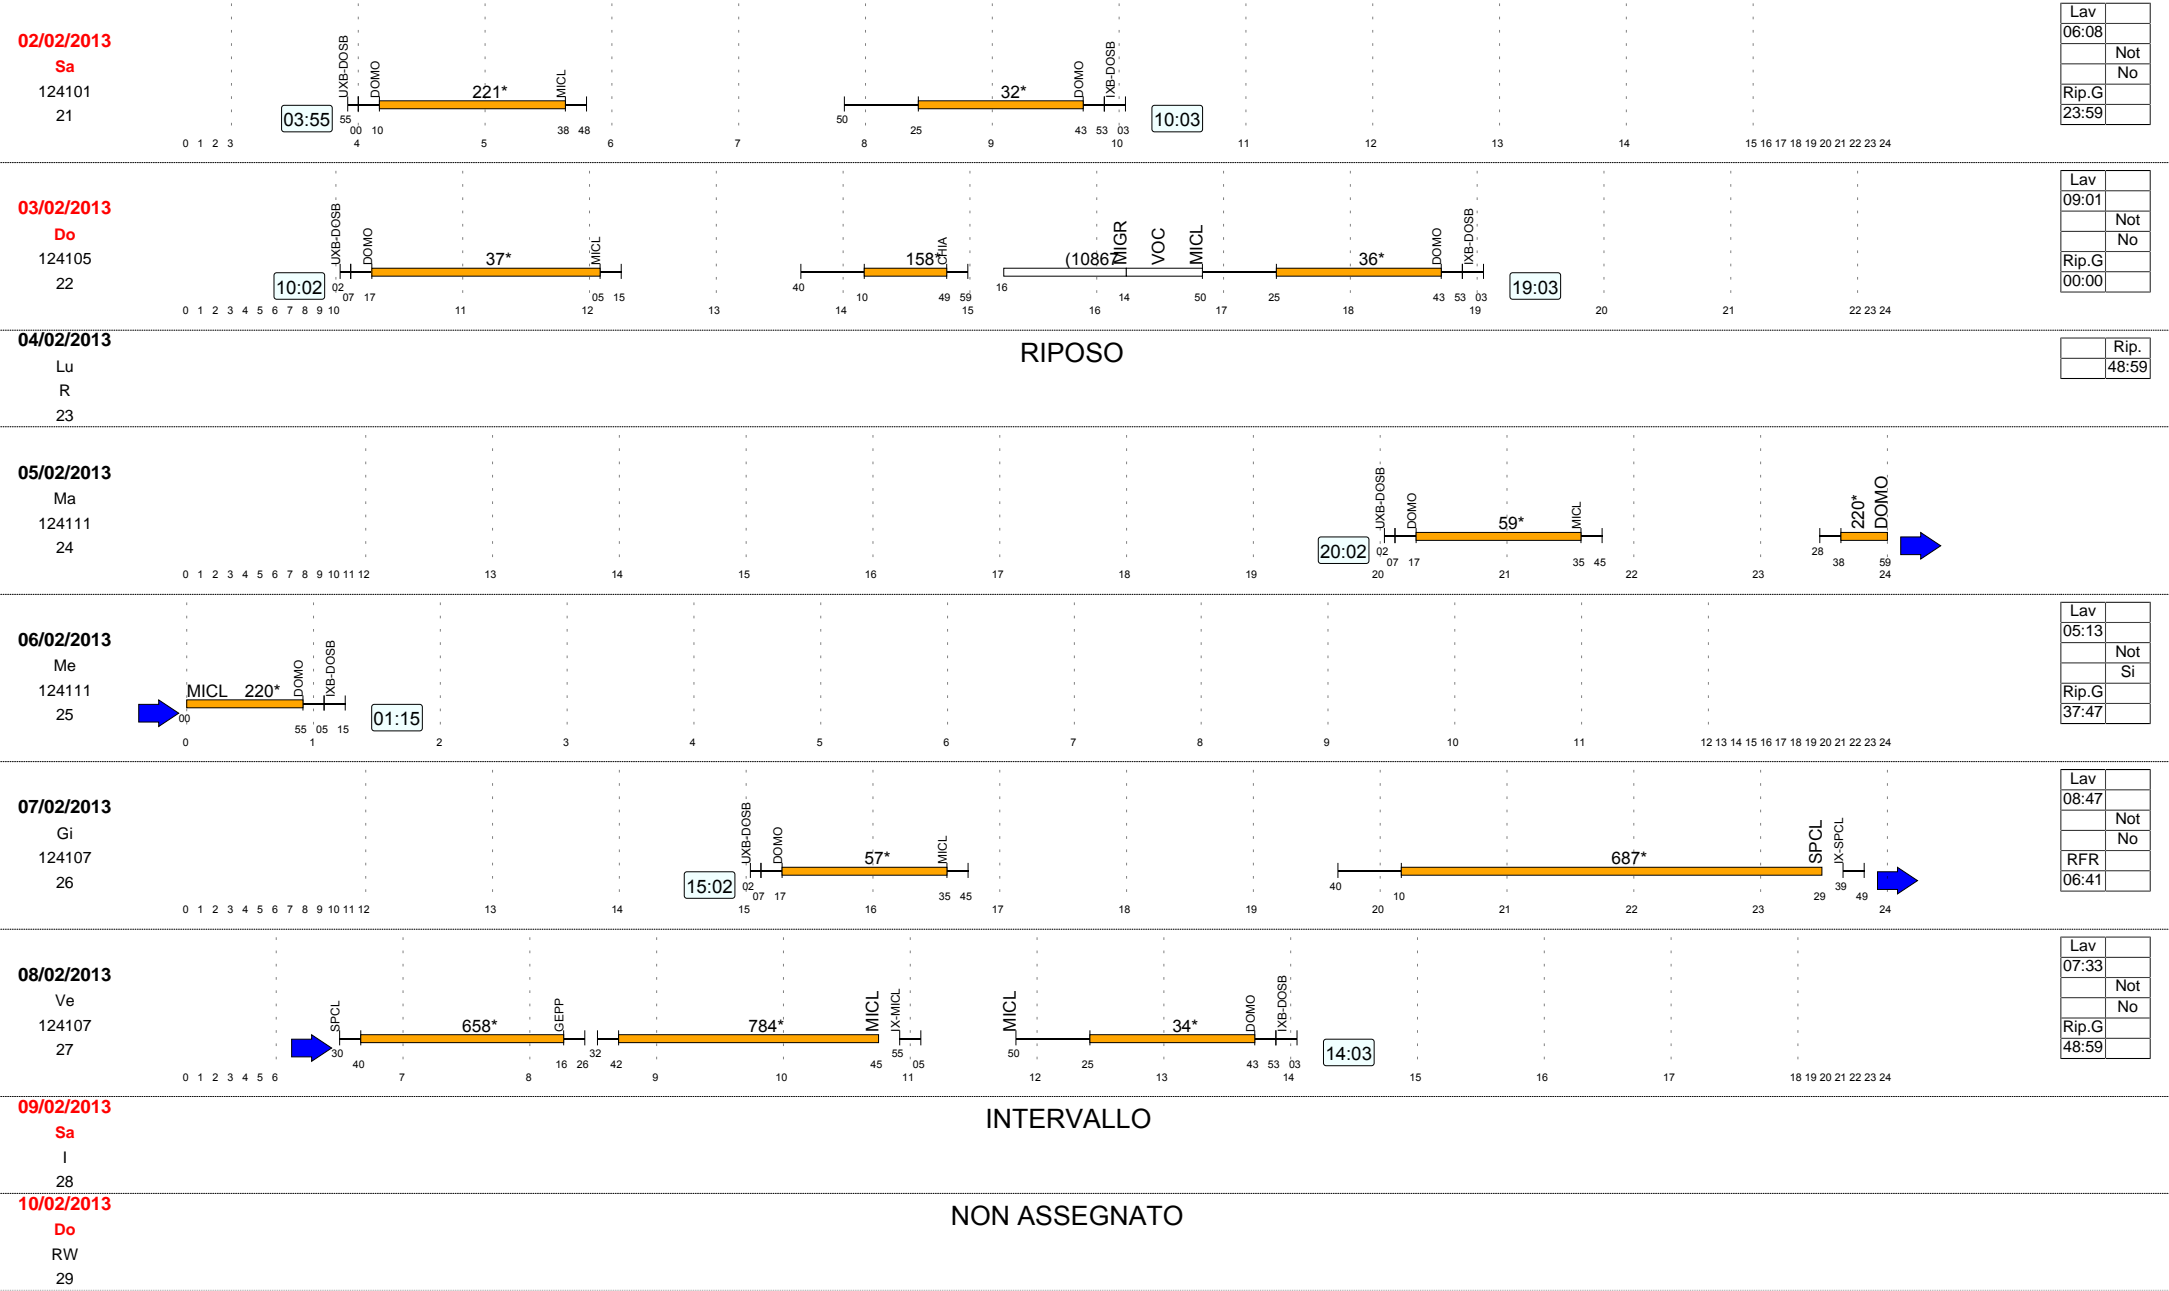 02/02/2013
Sa
124101
21
03:55
UXB-DOSB
DOMO
221*
MICL
32*
DOMO
IXB-DOSB
10:03
55 00 10 38 48 50 25 43 53 03
0 1 2 3 4 5 6 7 8 9 10 11 12 13 14 15 16 17 18 19 20 21 22 23 24
Lav
06:08
Not
No
Rip.G
23:59
03/02/2013
Do
124105
22
10:02
UXB-DOSB
DOMO
37*
MICL
158*
CHIA
(10867
MIGR
VOC
MICL
36*
DOMO
IXB-DOSB
19:03
02 07 17 05 15 40 10 49 59 16 14 50 25 43 53 03
0 1 2 3 4 5 6 7 8 9 10 11 12 13 14 15 16 17 18 19 20 21 22 23 24
Lav
09:01
Not
No
Rip.G
00:00
04/02/2013
Lu
R
23
RIPOSO
Rip.
48:59
05/02/2013
Ma
124111
24
20:02
UXB-DOSB
DOMO
59*
MICL
220*
DOMO
02 07 17 35 45 28 38 59
0 1 2 3 4 5 6 7 8 9 10 11 12 13 14 15 16 17 18 19 20 21 22 23 24
06/02/2013
Me
124111
25
MICL 220*
DOMO
IXB-DOSB
01:15
00 55 05 15
0 1 2 3 4 5 6 7 8 9 10 11 12 13 14 15 16 17 18 19 20 21 22 23 24
Lav
05:13
Not
Si
Rip.G
37:47
07/02/2013
Gi
124107
26
15:02
UXB-DOSB
DOMO
57*
MICL
687*
SPCL
IX-SPCL
02 07 17 35 45 40 10 29 39 49
0 1 2 3 4 5 6 7 8 9 10 11 12 13 14 15 16 17 18 19 20 21 22 23 24
Lav
08:47
Not
No
RFR
06:41
08/02/2013
Ve
124107
27
SPCL
658*
GEPP
784*
MICL
IX-MICL
MICL
34*
DOMO
IXB-DOSB
14:03
30 40 16 26 32 42 45 55 05 50 25 43 53 03
0 1 2 3 4 5 6 7 8 9 10 11 12 13 14 15 16 17 18 19 20 21 22 23 24
Lav
07:33
Not
No
Rip.G
48:59
09/02/2013
Sa
I
28
INTERVALLO
10/02/2013
Do
RW
29
NON ASSEGNATO